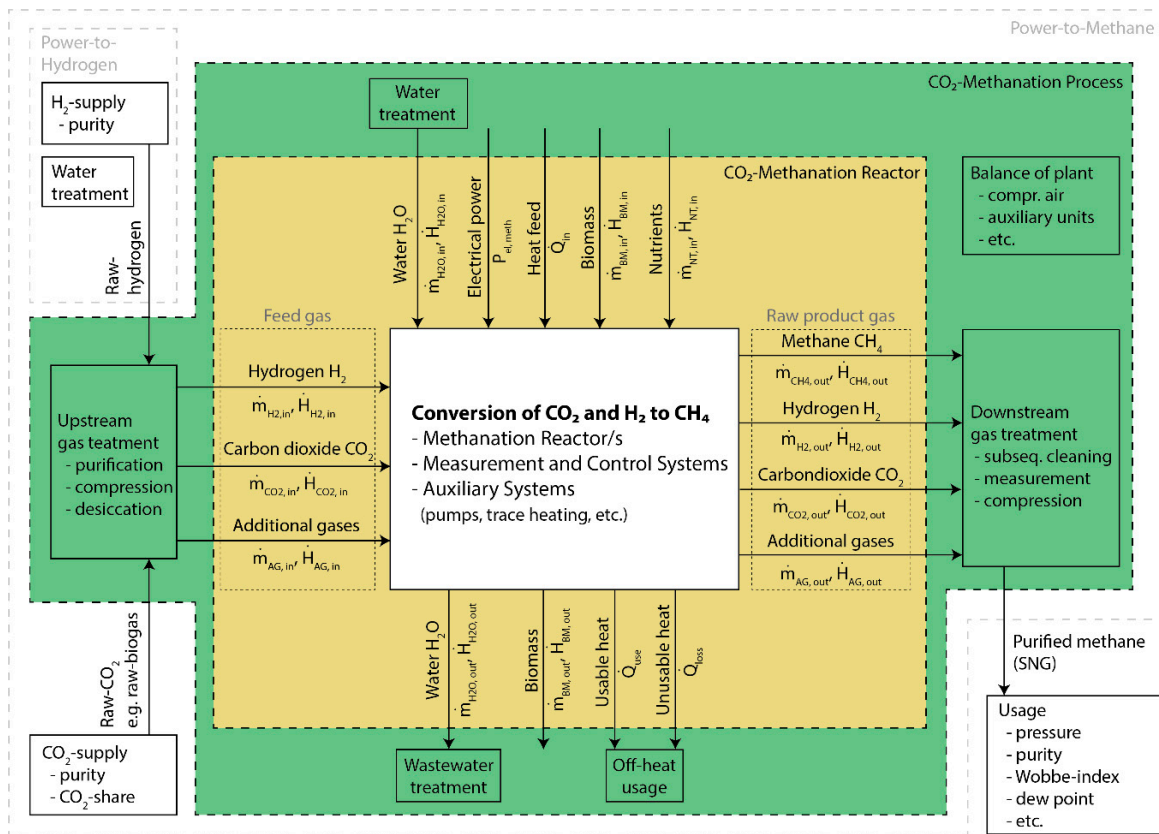 Power-to-
Hydrogen
Power-to-Methane
H₂-supply
- purity
Water
treatment
Raw-
hydrogen
CO₂-Methanation Process
Water
treatment
CO₂-Methanation Reactor
Balance of plant
- compr. air
- auxiliary units
- etc.
Water H₂O
ṁH2O, in, ḢH2O, in
Electrical power
Pel, meth
Heat feed
Q̇in
Biomass
ṁBM, in, ḢBM, in
Nutrients
ṁNT, in, ḢNT, in
Feed gas
Hydrogen H₂
ṁH2,in, ḢH2, in
Carbon dioxide CO₂
ṁCO2, in, ḢCO2, in
Additional gases
ṁAG, in, ḢAG, in
Upstream
gas teatment
- purification
- compression
- desiccation
Conversion of CO₂ and H₂ to CH₄
- Methanation Reactor/s
- Measurement and Control Systems
- Auxiliary Systems
(pumps, trace heating, etc.)
Raw product gas
Methane CH₄
ṁCH4, out, ḢCH4, out
Hydrogen H₂
ṁH2, out, ḢH2, out
Carbondioxide CO₂
ṁCO2, out, ḢCO2, out
Additional gases
ṁAG, out, ḢAG, out
Downstream
gas treatment
- subseq. cleaning
- measurement
- compression
Water H₂O
ṁH2O, out, ḢH2O, out
Biomass
ṁBM, out, ḢBM, out
Usable heat
Q̇use
Unusable heat
Q̇loss
Raw-CO₂
e.g. raw-biogas
CO₂-supply
- purity
- CO₂-share
Wastewater
treatment
Off-heat
usage
Purified methane
(SNG)
Usage
- pressure
- purity
- Wobbe-index
- dew point
- etc.